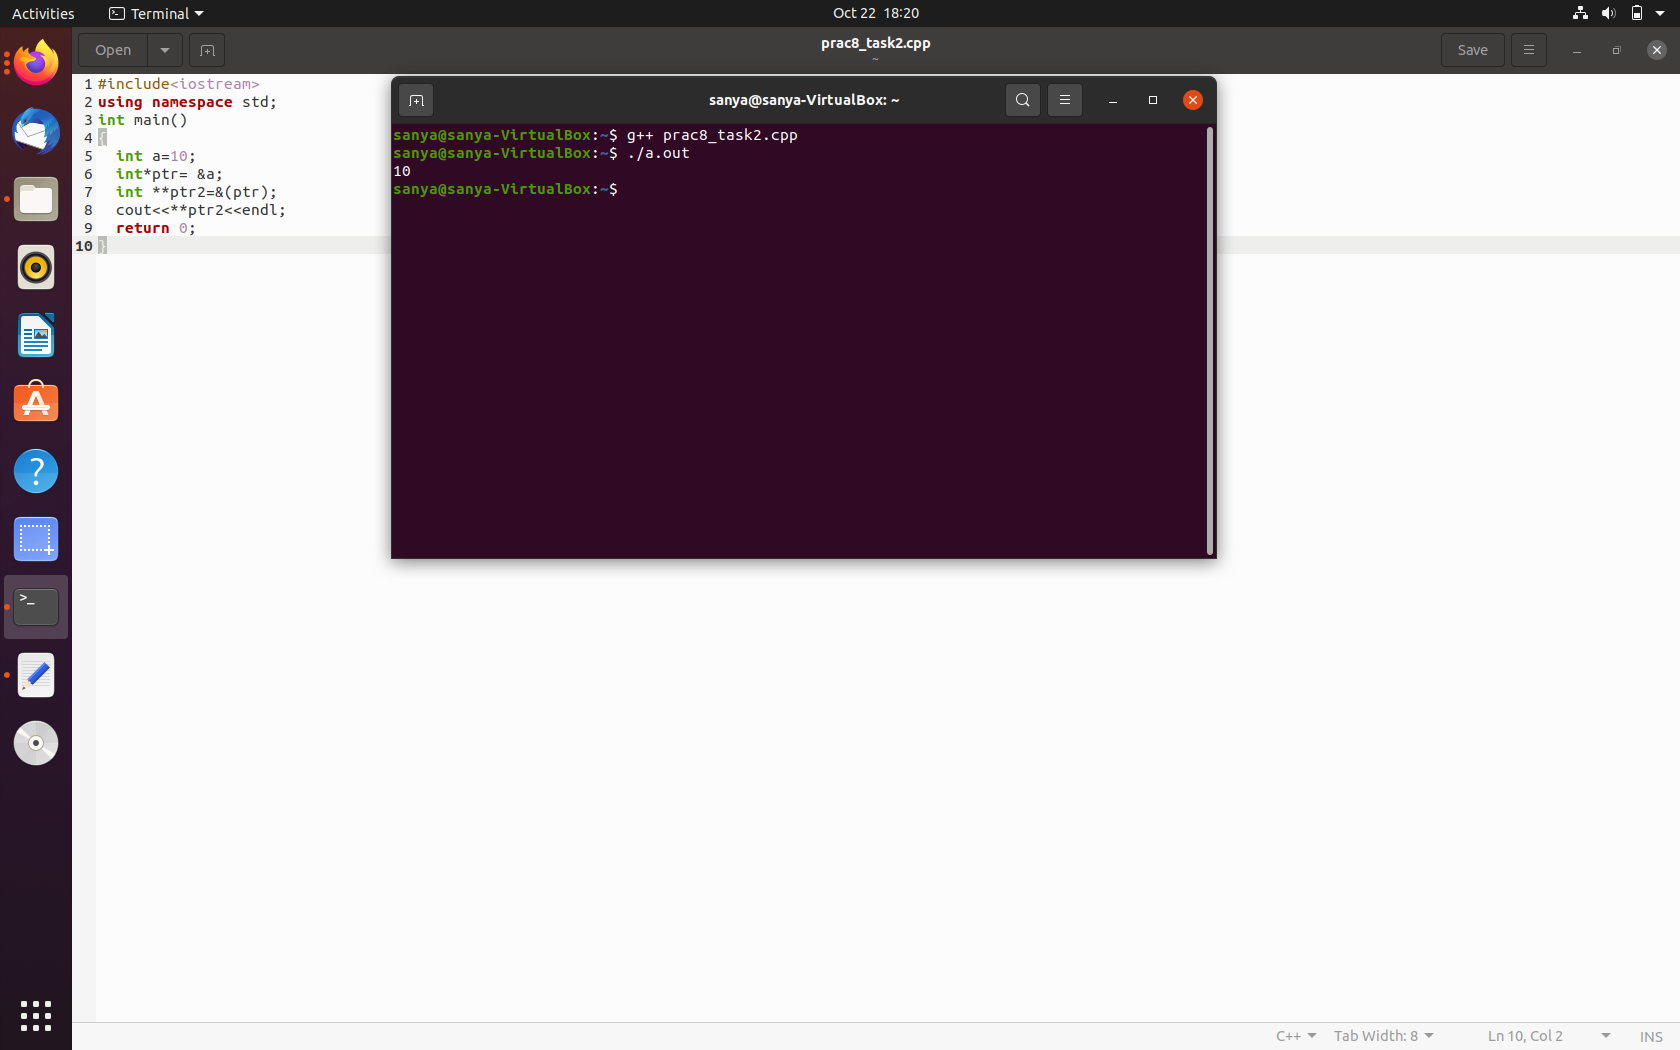 Activities Terminal Oct 22 18:20
Open prac8_task2.cpp Save
~
1 #include<iostream>
2 using namespace std;
3 int main()
4 {
5   int a=10;
6   int*ptr= &a;
7   int **ptr2=&(ptr);
8   cout<<**ptr2<<endl;
9   return 0;
10 }
sanya@sanya-VirtualBox: ~
sanya@sanya-VirtualBox:~$ g++ prac8_task2.cpp
sanya@sanya-VirtualBox:~$ ./a.out
10
sanya@sanya-VirtualBox:~$
C++ Tab Width: 8 Ln 10, Col 2 INS